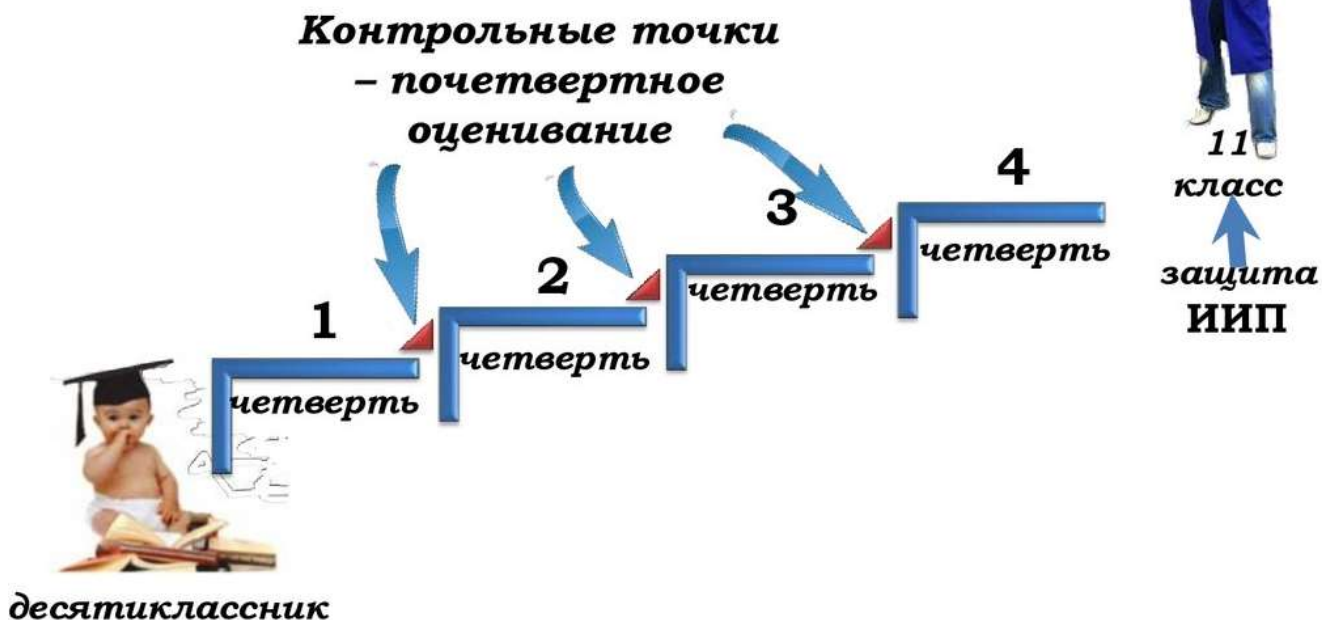 Контрольные точки
– почетвертное
оценивание
1
четверть
2
четверть
3
четверть
4
четверть
11
класс
защита
ИИП
десятиклассник